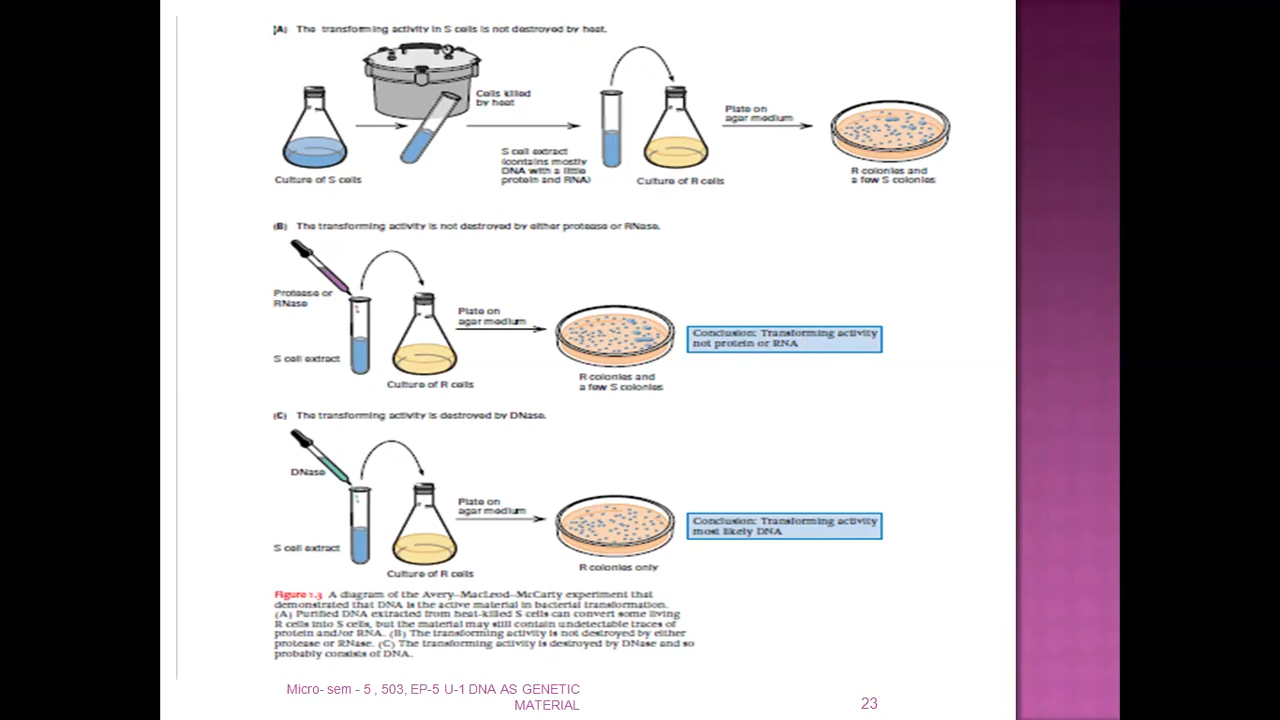 (A) The transforming activity in S cells is not destroyed by heat.
Cells killed
by heat
Plate on
agar medium
S cell extract
(contains mostly
DNA with a little
protein and RNA)
Culture of S cells
Culture of R cells
R colonies and
a few S colonies
(B) The transforming activity is not destroyed by either protease or RNase.
Protease or
RNase
Plate on
agar medium
Conclusion: Transforming activity
not protein or RNA
S cell extract
Culture of R cells
R colonies and
a few S colonies
(C) The transforming activity is destroyed by DNase.
DNase
Plate on
agar medium
Conclusion: Transforming activity
most likely DNA
S cell extract
Culture of R cells
R colonies only
Figure 1.3 A diagram of the Avery–MacLeod–McCarty experiment that
demonstrated that DNA is the active material in bacterial transformation.
(A) Purified DNA extracted from heat-killed S cells can convert some living
R cells into S cells, but the material may still contain undetectable traces of
protein and/or RNA. (B) The transforming activity is not destroyed by either
protease or RNase. (C) The transforming activity is destroyed by DNase and so
probably consists of DNA.
Micro- sem - 5 , 503, EP-5 U-1 DNA AS GENETIC
MATERIAL
23